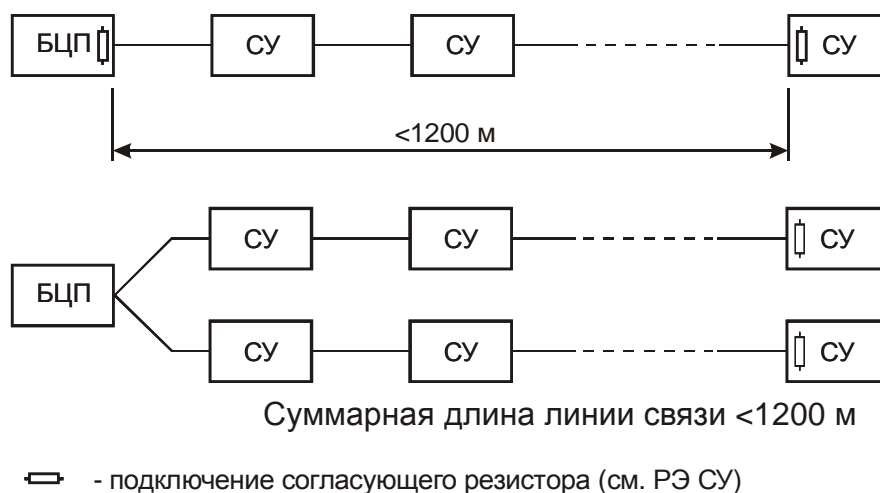 БЦП СУ СУ СУ
<1200 м
СУ СУ СУ
БЦП
СУ СУ СУ
Суммарная длина линии связи <1200 м
- подключение согласующего резистора (см. РЭ СУ)